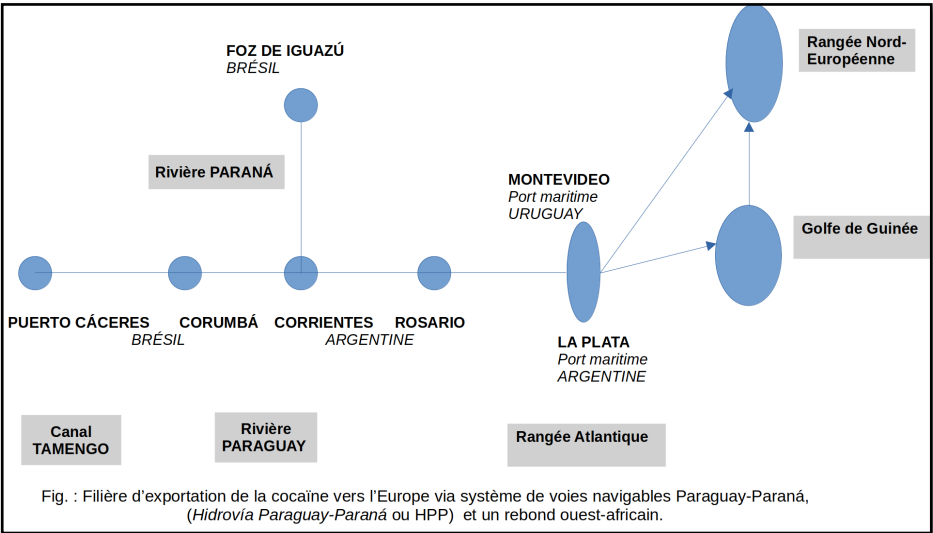 FOZ DE IGUAZÚ
BRÉSIL
Rangée Nord-
Européenne
Rivière PARANÁ
MONTEVIDEO
Port maritime
URUGUAY
Golfe de Guinée
PUERTO CÁCERES
CORUMBÁ
CORRIENTES
ROSARIO
BRÉSIL
ARGENTINE
LA PLATA
Port maritime
ARGENTINE
Canal
TAMENGO
Rivière
PARAGUAY
Rangée Atlantique
Fig. : Filière d’exportation de la cocaïne vers l’Europe via système de voies navigables Paraguay-Paraná,
(Hidrovía Paraguay-Paraná ou HPP) et un rebond ouest-africain.